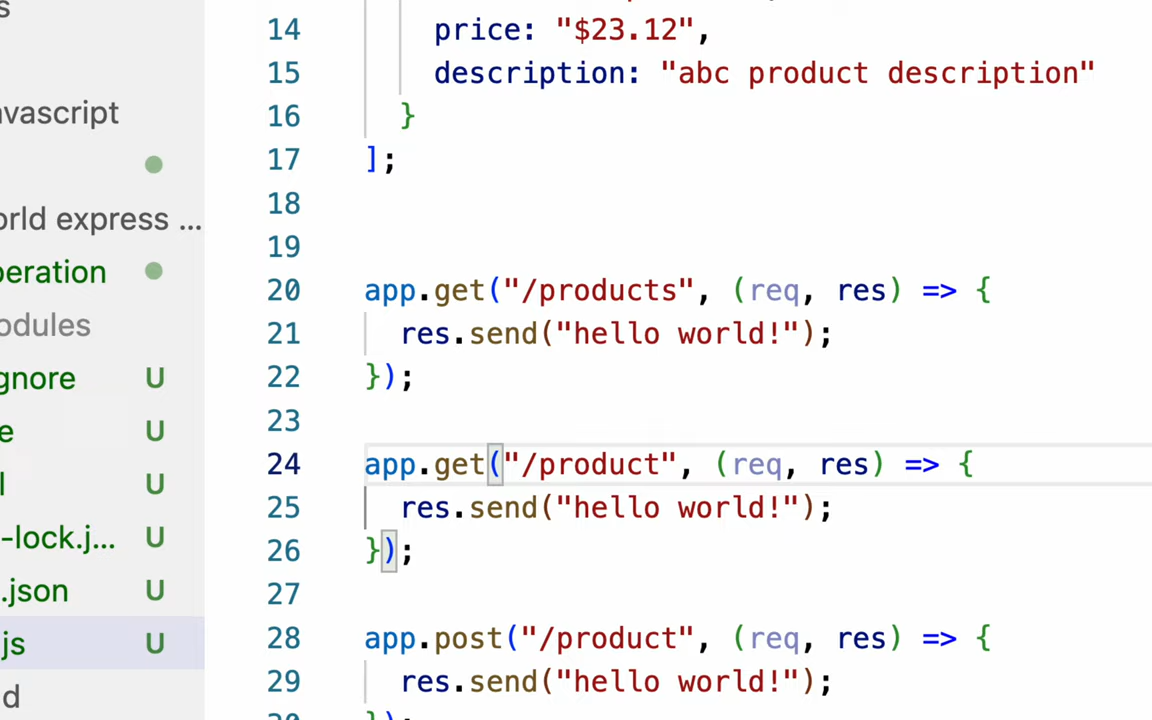 s
14 price: "$23.12",
15 description: "abc product description"
avascript
16 }
17 ];
18
orld express ...
19
peration
20 app.get("/products", (req, res) => {
odules
21 res.send("hello world!");
gnore U
22 });
23
e U
24 app.get("/product", (req, res) => {
l U
25 res.send("hello world!");
-lock.j... U
26 });
.json U
27
js U
28 app.post("/product", (req, res) => {
29 res.send("hello world!");
d